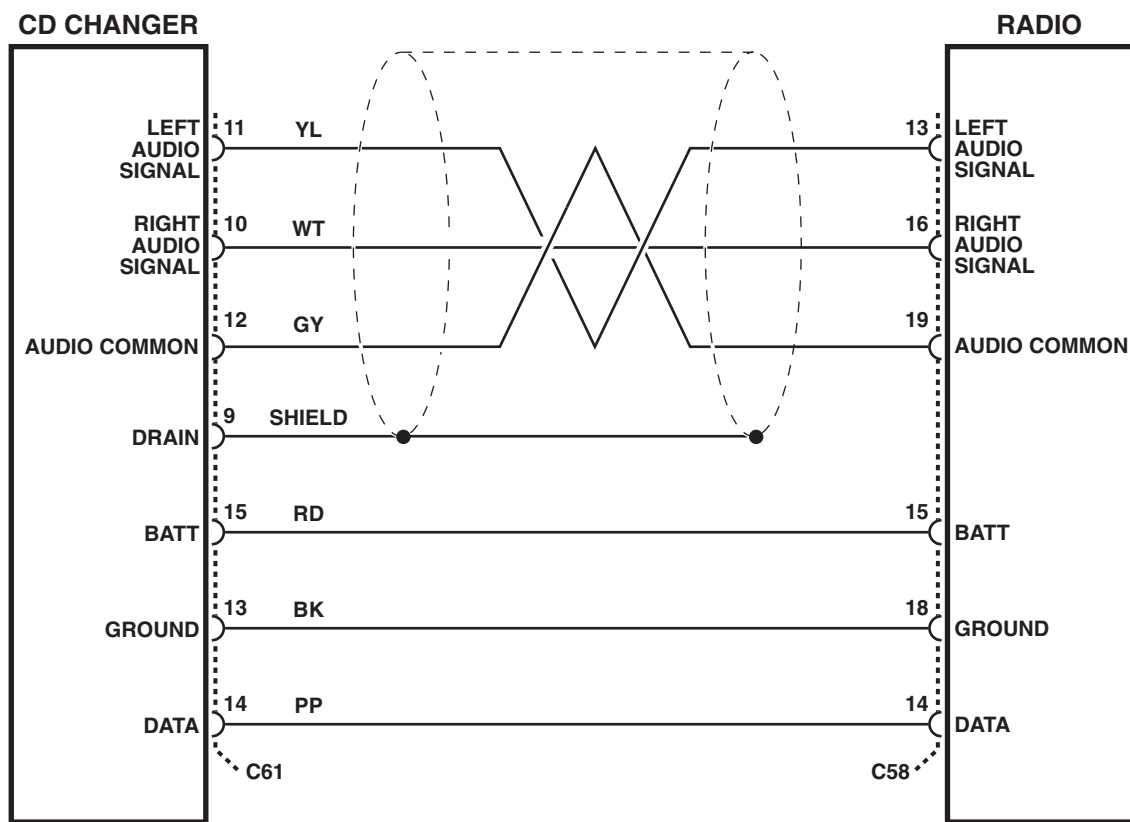 CD CHANGER
RADIO
LEFT
AUDIO
SIGNAL
11
YL
13
LEFT
AUDIO
SIGNAL
RIGHT
AUDIO
SIGNAL
10
WT
16
RIGHT
AUDIO
SIGNAL
AUDIO COMMON
12
GY
19
AUDIO COMMON
DRAIN
9
SHIELD
BATT
15
RD
15
BATT
GROUND
13
BK
18
GROUND
DATA
14
PP
14
DATA
C61
C58